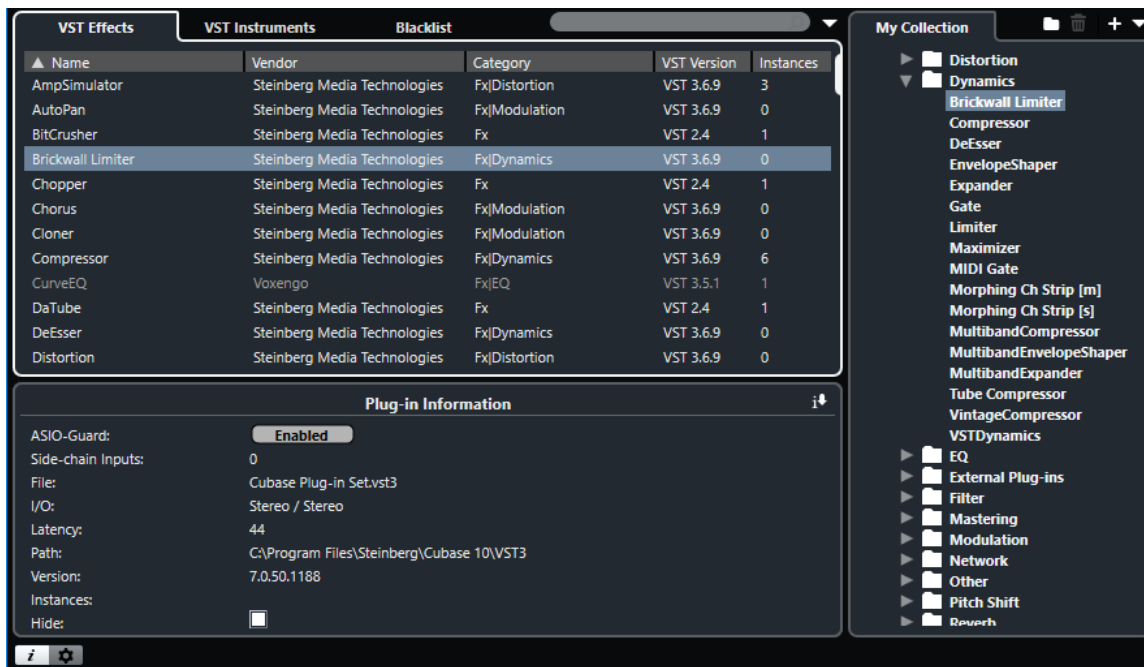 VST Effects VST Instruments Blacklist
Name Vendor Category VST Version Instances
AmpSimulator Steinberg Media Technologies Fx|Distortion VST 3.6.9 3
AutoPan Steinberg Media Technologies Fx|Modulation VST 3.6.9 0
BitCrusher Steinberg Media Technologies Fx VST 2.4 1
Brickwall Limiter Steinberg Media Technologies Fx|Dynamics VST 3.6.9 0
Chopper Steinberg Media Technologies Fx VST 2.4 1
Chorus Steinberg Media Technologies Fx|Modulation VST 3.6.9 0
Cloner Steinberg Media Technologies Fx|Modulation VST 3.6.9 0
Compressor Steinberg Media Technologies Fx|Dynamics VST 3.6.9 6
CurveEQ Voxengo Fx|EQ VST 3.5.1 1
DaTube Steinberg Media Technologies Fx VST 2.4 1
DeEsser Steinberg Media Technologies Fx|Dynamics VST 3.6.9 0
Distortion Steinberg Media Technologies Fx|Distortion VST 3.6.9 0
Plug-in Information
ASIO-Guard: Enabled
Side-chain Inputs: 0
File: Cubase Plug-in Set.vst3
I/O: Stereo / Stereo
Latency: 44
Path: C:\Program Files\Steinberg\Cubase 10\VST3
Version: 7.0.50.1188
Instances:
Hide:
My Collection
Distortion
Dynamics
Brickwall Limiter
Compressor
DeEsser
EnvelopeShaper
Expander
Gate
Limiter
Maximizer
MIDI Gate
Morphing Ch Strip [m]
Morphing Ch Strip [s]
MultibandCompressor
MultibandEnvelopeShaper
MultibandExpander
Tube Compressor
VintageCompressor
VSTDynamics
EQ
External Plug-ins
Filter
Mastering
Modulation
Network
Other
Pitch Shift
Reverb